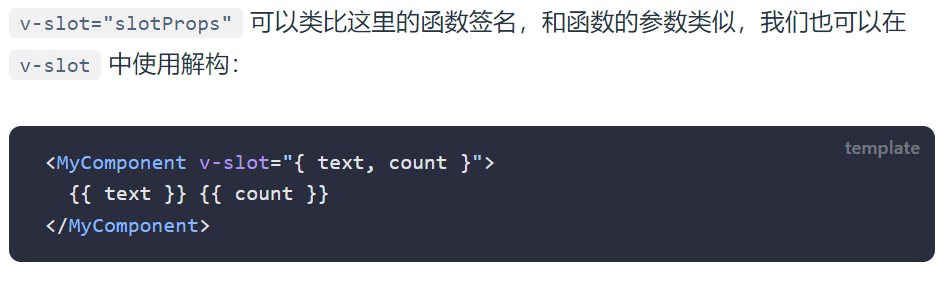 v-slot="slotProps" 可以类比这里的函数签名，和函数的参数类似，我们也可以在
v-slot 中使用解构：
template
<MyComponent v-slot="{ text, count }">
  {{ text }} {{ count }}
</MyComponent>